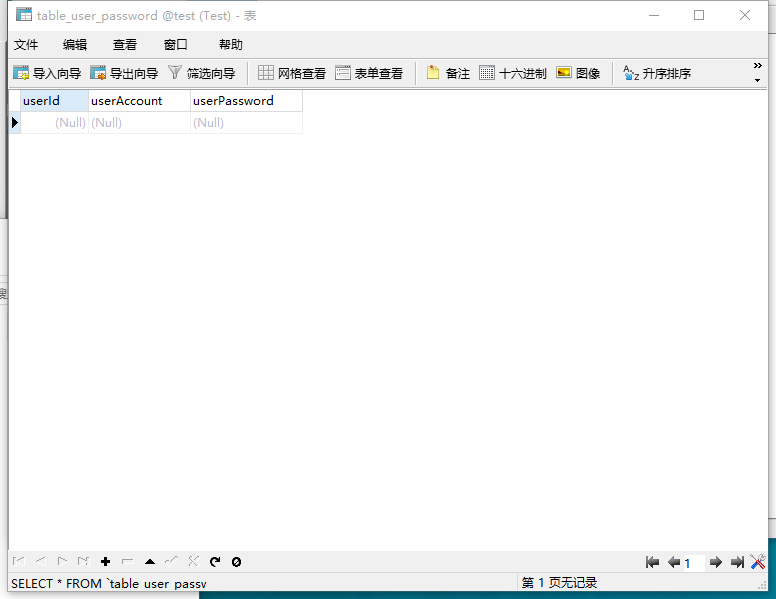 table_user_password @test (Test) - 表
文件 编辑 查看 窗口 帮助
导入向导 导出向导 筛选向导 网格查看 表单查看 备注 十六进制 图像 升序排序
userId userAccount userPassword
(Null) (Null) (Null)
搜
1
SELECT * FROM `table_user_passw 第 1 页无记录